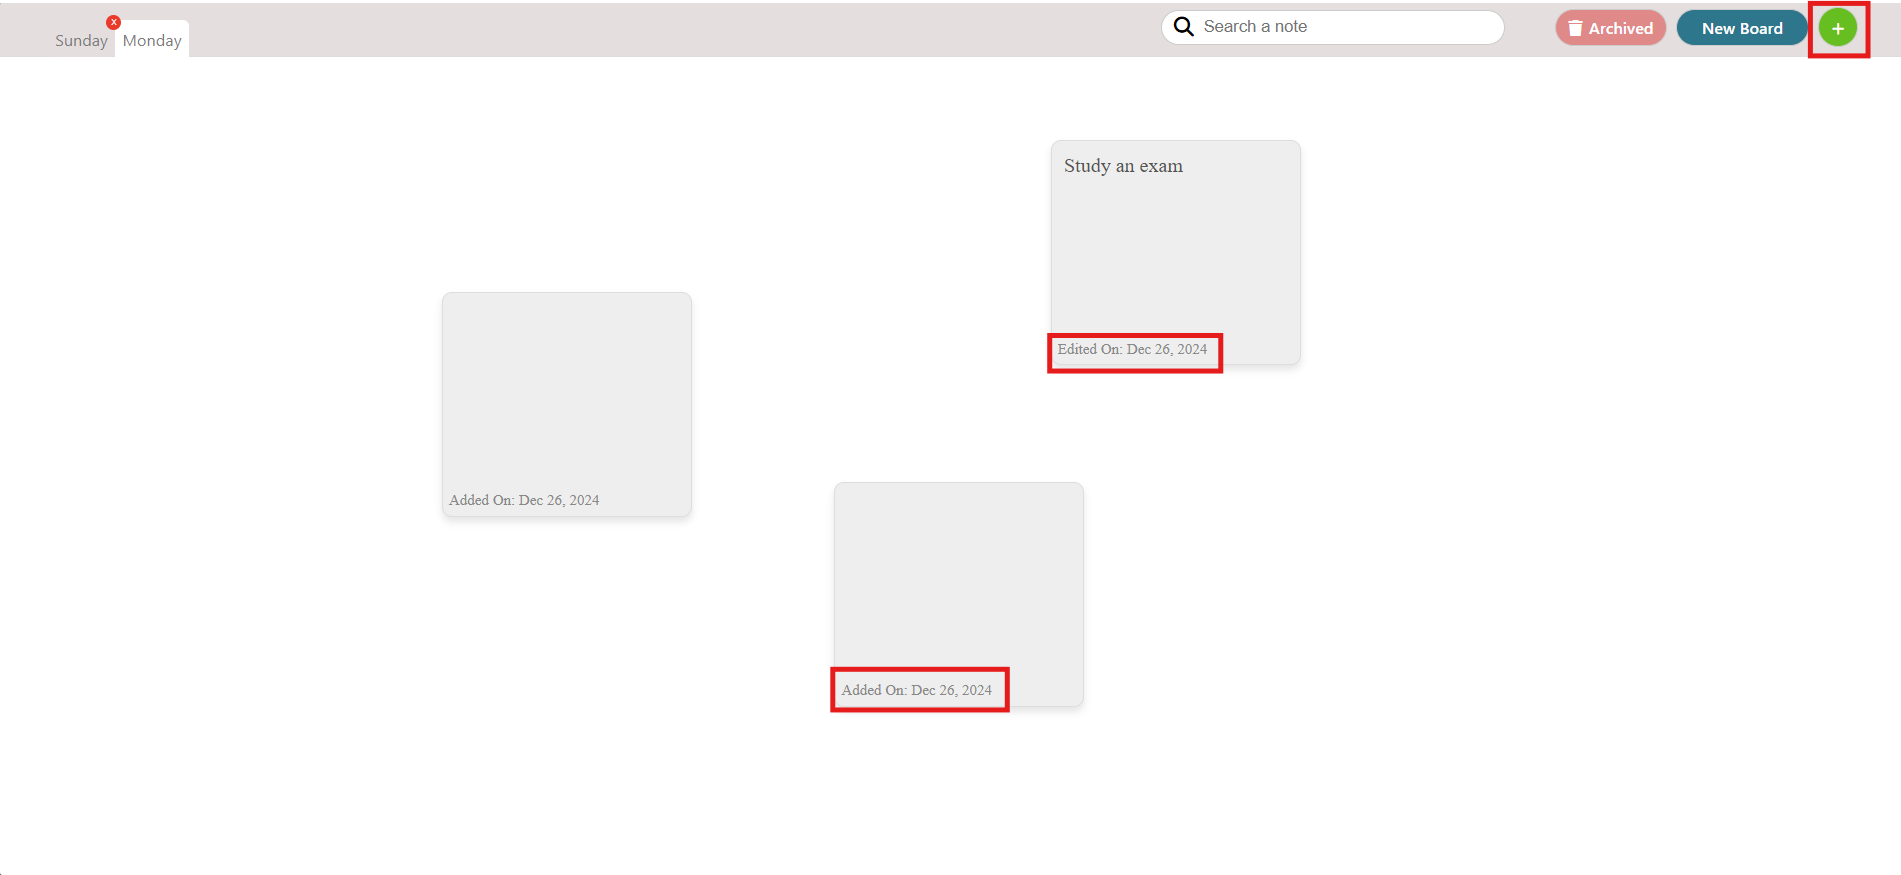 x
Sunday
Monday
Search a note
Archived
New Board
+
Study an exam
Edited On: Dec 26, 2024
Added On: Dec 26, 2024
Added On: Dec 26, 2024